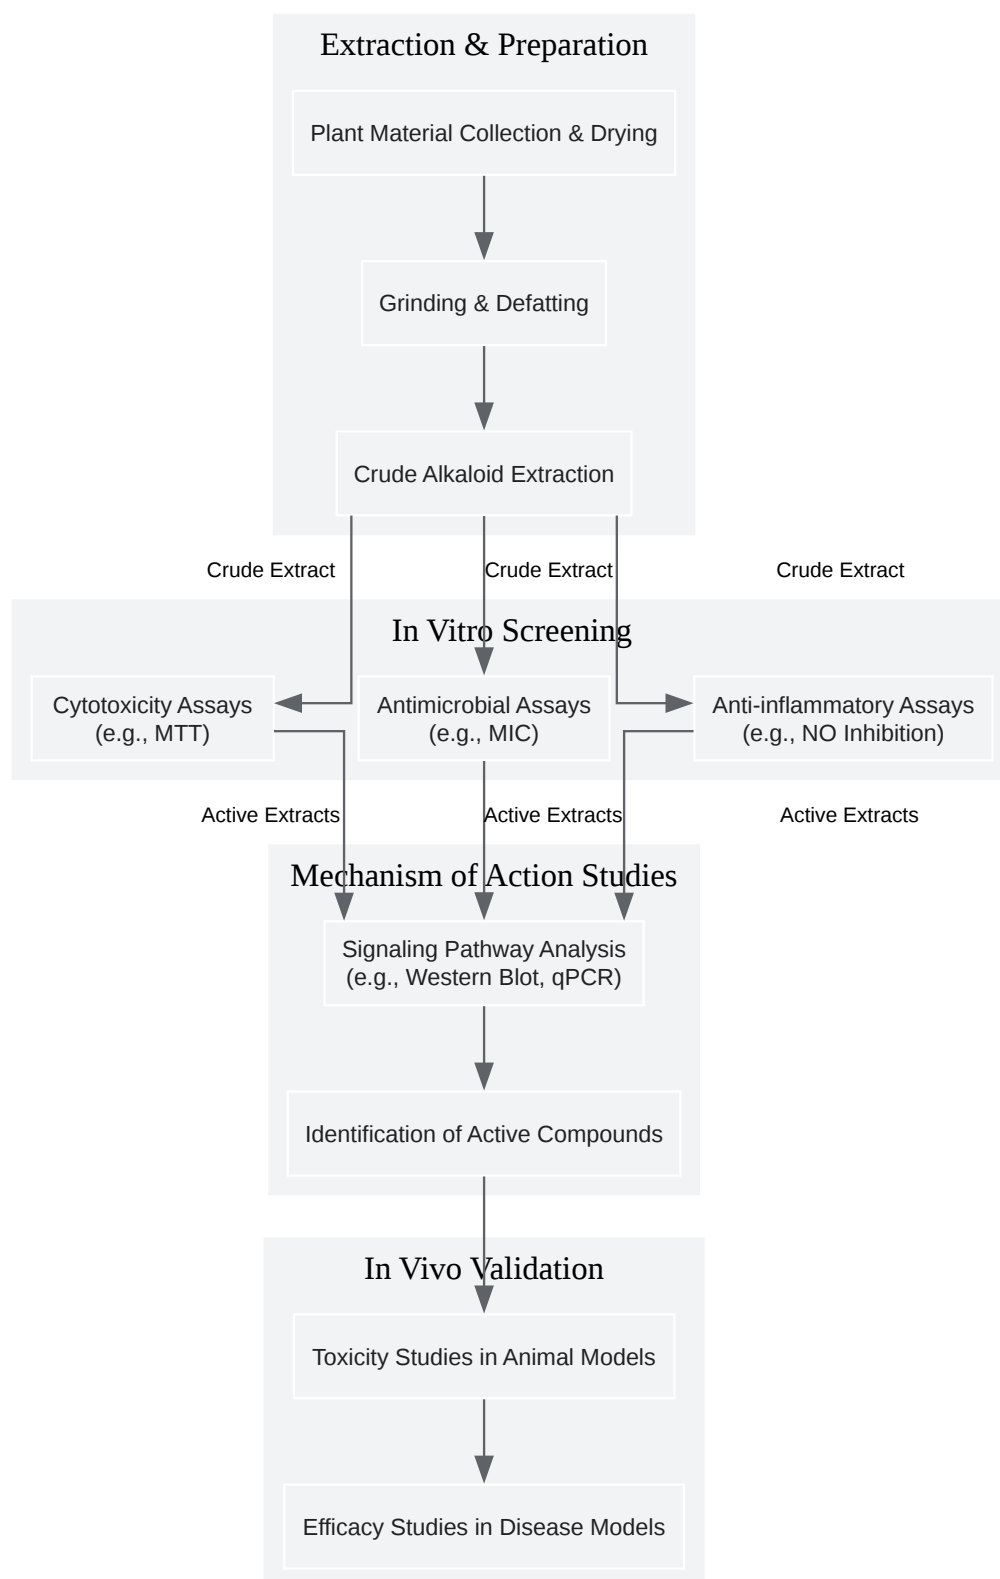 Extraction & Preparation
Plant Material Collection & Drying
Grinding & Defatting
Crude Alkaloid Extraction
Crude Extract
Crude Extract
Crude Extract
In Vitro Screening
Cytotoxicity Assays
(e.g., MTT)
Antimicrobial Assays
(e.g., MIC)
Anti-inflammatory Assays
(e.g., NO Inhibition)
Active Extracts
Active Extracts
Active Extracts
Mechanism of Action Studies
Signaling Pathway Analysis
(e.g., Western Blot, qPCR)
Identification of Active Compounds
In Vivo Validation
Toxicity Studies in Animal Models
Efficacy Studies in Disease Models